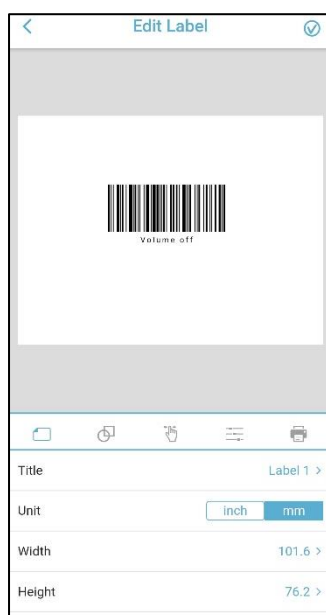 Edit Label
Volume off
Title Label 1 >
Unit inch mm
Width 101.6 >
Height 76.2 >